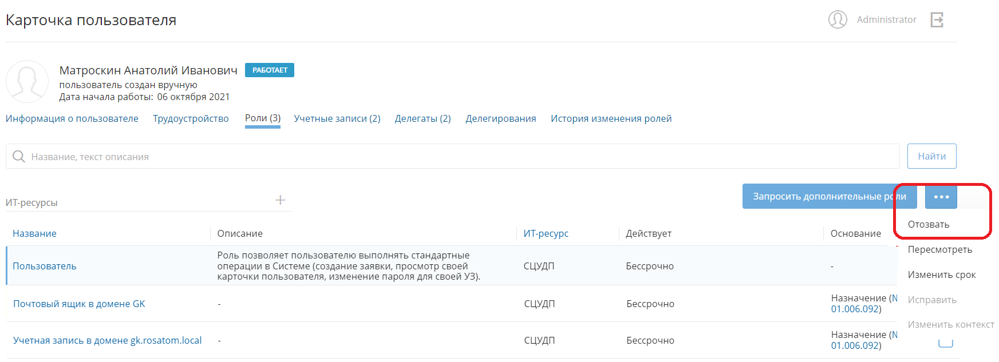 Карточка пользователя
Administrator
Матроскин Анатолий Иванович
РАБОТАЕТ
пользователь создан вручную
Дата начала работы: 06 октября 2021
Информация о пользователе Трудоустройство Роли (3) Учетные записи (2) Делегаты (2) Делегирования История изменения ролей
Название, текст описания
Найти
ИТ-ресурсы
Запросить дополнительные роли
Отозвать
Пересмотреть
Изменить срок
Исправить
Изменить контекст
Название Описание ИТ-ресурс Действует Основание
Пользователь
Роль позволяет пользователю выполнять стандартные
операции в Системе (создание заявки, просмотр своей
карточки пользователя, изменение пароля для своей УЗ).
СЦУДП Бессрочно -
Почтовый ящик в домене GK - СЦУДП Бессрочно
Назначение (N
01.006.092)
Учетная запись в домене gk.rosatom.local - СЦУДП Бессрочно
Назначение (N
01.006.092)